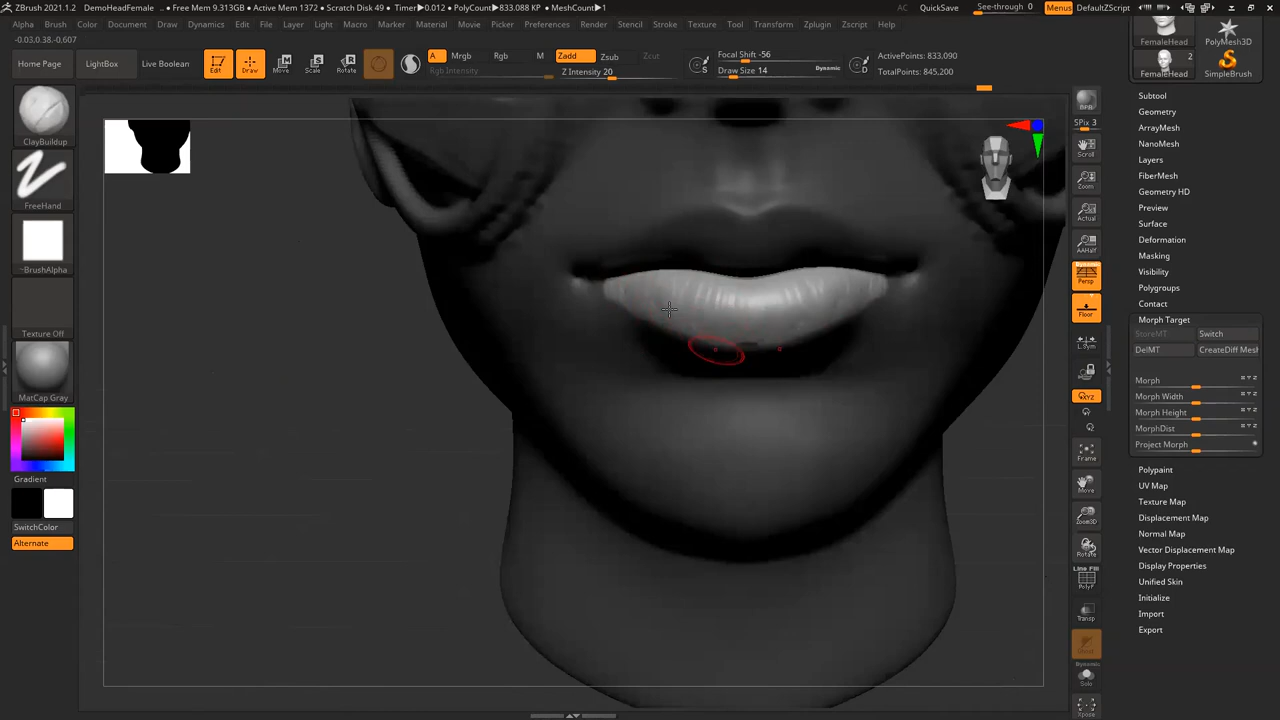 ZBrush 2021.1.2 DemoHeadFemale .. • Free Mem 9.313GB • Active Mem 1372 • Scratch Disk 49 • Timer▶0.012 • PolyCount▶833.088 KP • MeshCount▶1 AC QuickSave See-through 0 Menus DefaultZScript
Alpha Brush Color Document Draw Dynamics Edit File Layer Light Macro Marker Material Movie Picker Preferences Render Stencil Stroke Texture Tool Transform Zplugin Zscript Help
-0.03,0.38,-0.607
Home Page
LightBox
Live Boolean
Edit
Draw
Move
Scale
Rotate
A Mrgb Rgb M
Rgb Intensity
Zadd Zsub Zcut
Z Intensity 20
S
Focal Shift -56
Draw Size 14
Dynamic
D
ActivePoints: 833,090
TotalPoints: 845,200
ClayBuildup
FreeHand
~BrushAlpha
Texture Off
MatCap Gray
Gradient
SwitchColor
Alternate
BPR
SPix 3
Scroll
Zoom
Actual
AAHalf
Dynamic
Persp
Floor
L.Sym
XYZ
Frame
Move
Zoom3D
Rotate
Line Fill
PolyF
Transp
Ghost
Dynamic
Solo
Xpose
FemaleHead
PolyMesh3D
2
FemaleHead
SimpleBrush
Subtool
Geometry
ArrayMesh
NanoMesh
Layers
FiberMesh
Geometry HD
Preview
Surface
Deformation
Masking
Visibility
Polygroups
Contact
Morph Target
StoreMT Switch
DelMT CreateDiff Mesh
Morph
Morph Width
Morph Height
MorphDist
Project Morph
Polypaint
UV Map
Texture Map
Displacement Map
Normal Map
Vector Displacement Map
Display Properties
Unified Skin
Initialize
Import
Export